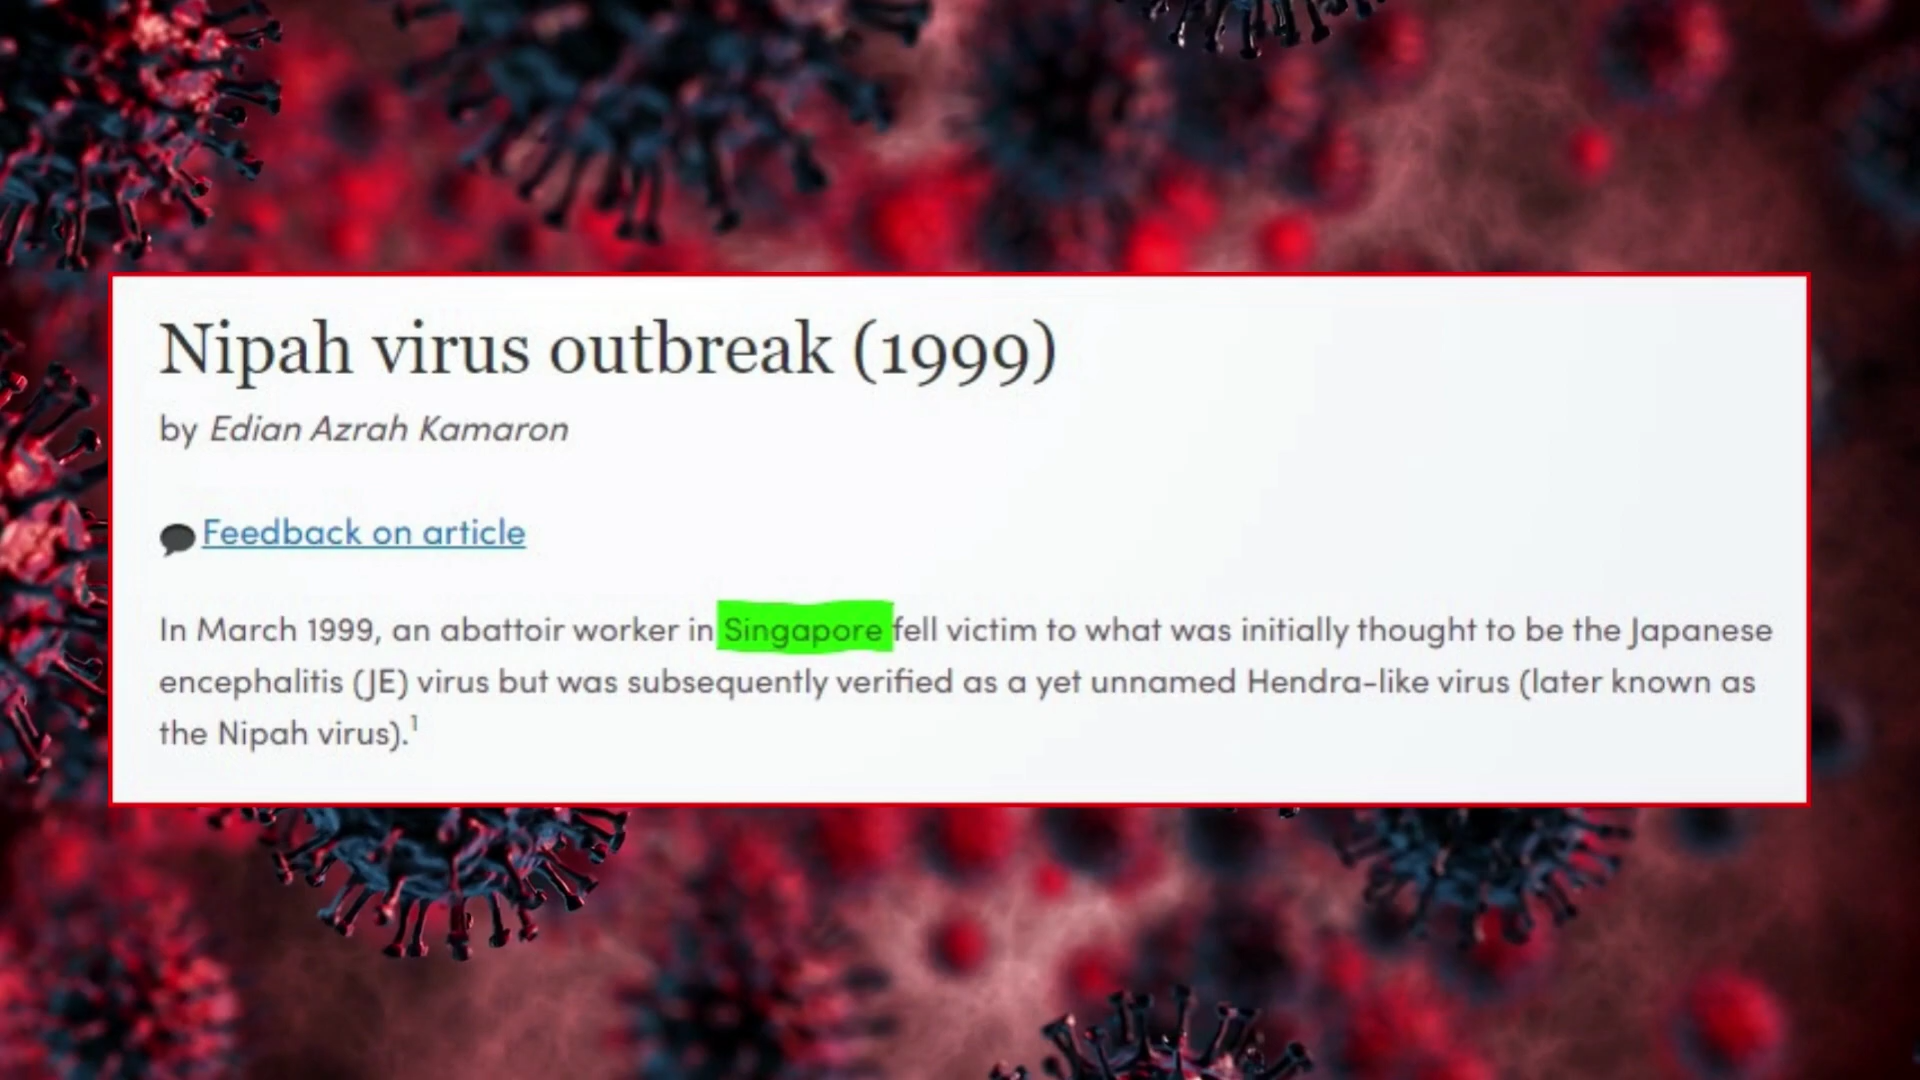 Nipah virus outbreak (1999)
by Edian Azrah Kamaron
Feedback on article
In March 1999, an abattoir worker in Singapore fell victim to what was initially thought to be the Japanese
encephalitis (JE) virus but was subsequently verified as a yet unnamed Hendra-like virus (later known as
the Nipah virus).1